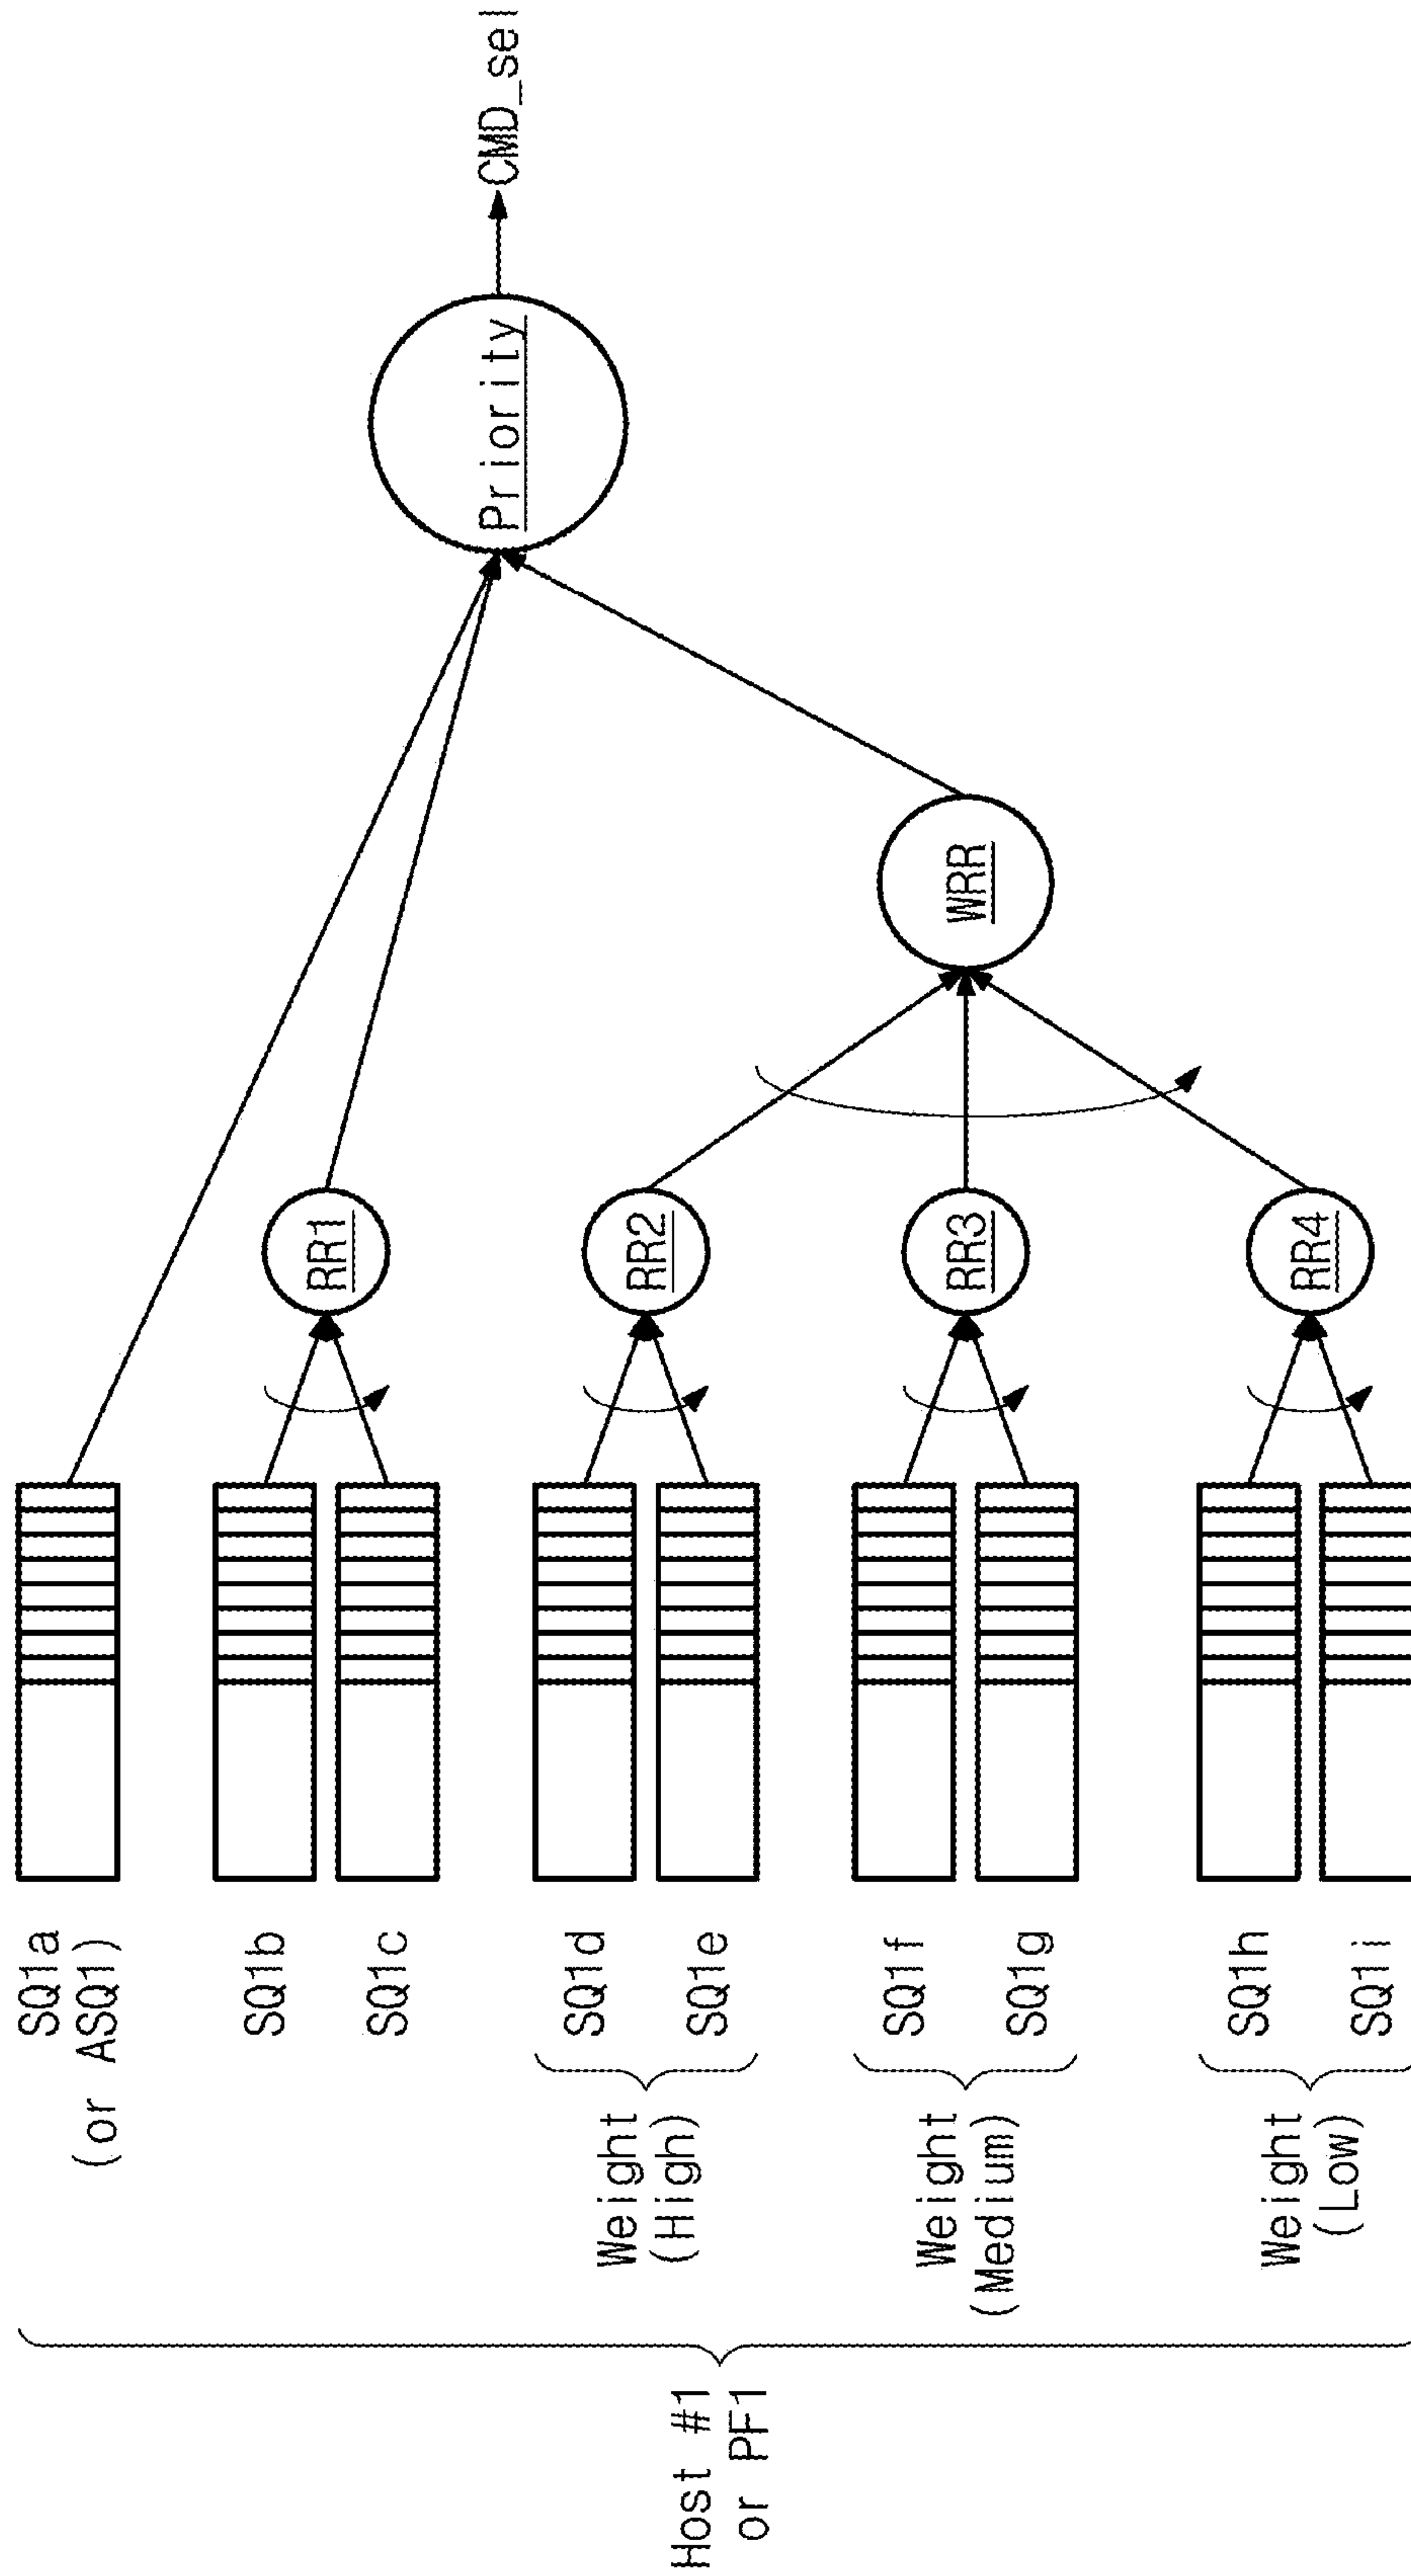 Host #1
or PF1
SQ1a
(or ASQ1)
SQ1b
SQ1c
Weight
(High)
SQ1d
SQ1e
Weight
(Medium)
SQ1f
SQ1g
Weight
(Low)
SQ1h
SQ1i
RR1
RR2
RR3
RR4
WRR
Priority
CMD_sel